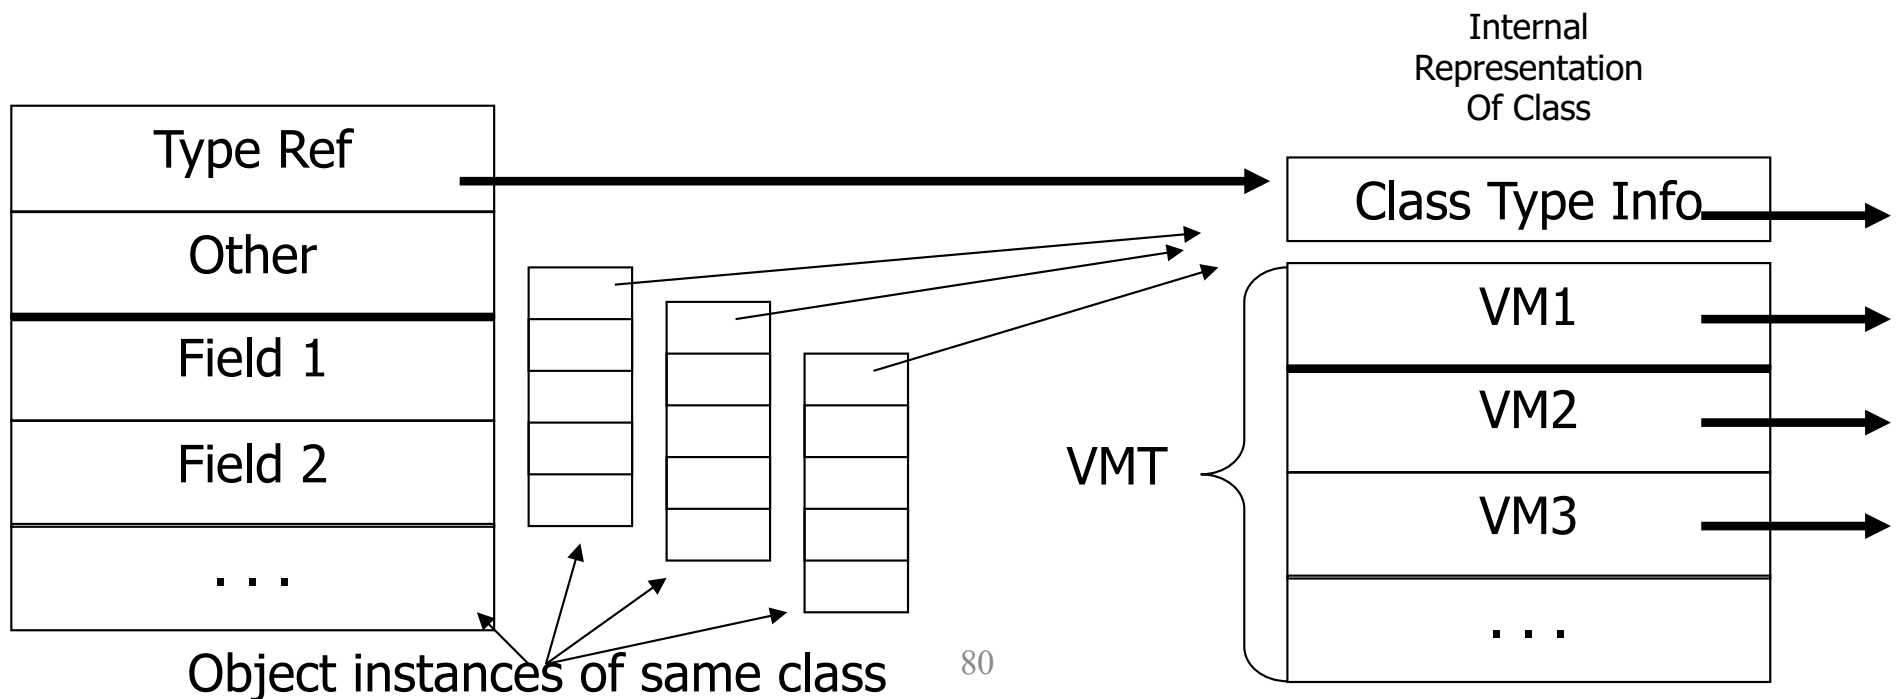 Internal
Representation
Of Class
Type Ref
Other
Field 1
Field 2
. . .
Class Type Info
VMT
VM1
VM2
VM3
. . .
Object instances of same class
80